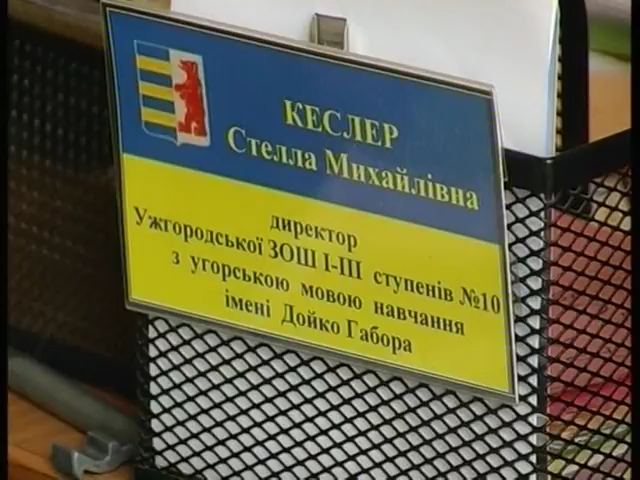 КЕСЛЕР
Стелла Михайлівна
директор
Ужгородської ЗОШ І-ІІІ ступенів №10
з угорською мовою навчання
імені Дойко Габора